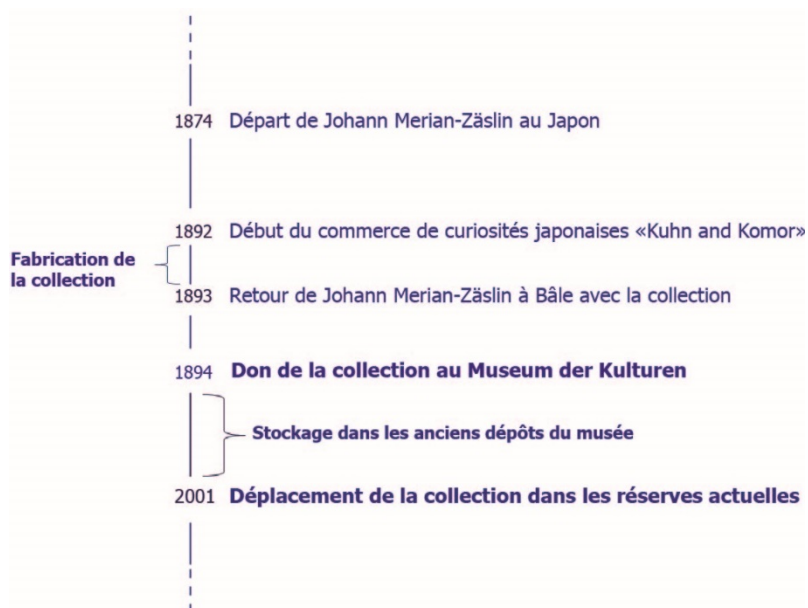 1874 Départ de Johann Merian-Zäslin au Japon
1892 Début du commerce de curiosités japonaises «Kuhn and Komor»
Fabrication de
la collection
1893 Retour de Johann Merian-Zäslin à Bâle avec la collection
1894 Don de la collection au Museum der Kulturen
Stockage dans les anciens dépôts du musée
2001 Déplacement de la collection dans les réserves actuelles